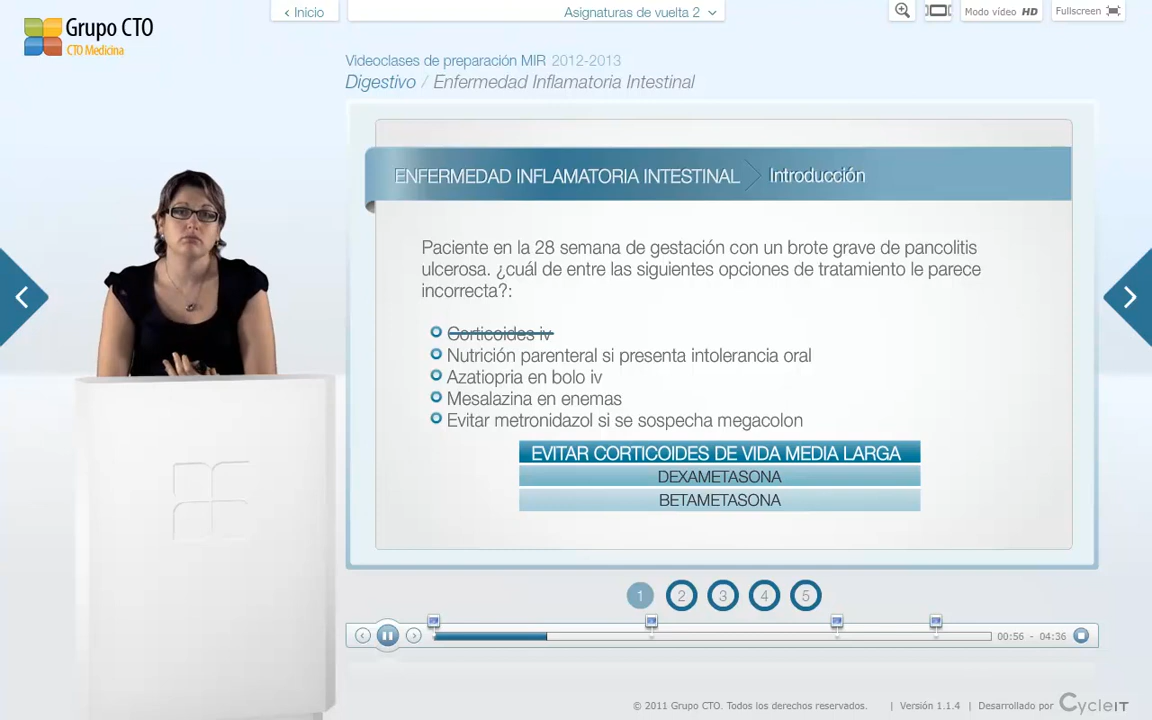 Grupo CTO
CTO Medicina
‹ Inicio
Asignaturas de vuelta 2
Modo vídeo HD
Fullscreen
Videoclases de preparación MIR 2012-2013
Digestivo / Enfermedad Inflamatoria Intestinal
ENFERMEDAD INFLAMATORIA INTESTINAL
Introducción
Paciente en la 28 semana de gestación con un brote grave de pancolitis
ulcerosa. ¿cuál de entre las siguientes opciones de tratamiento le parece
incorrecta?:
Corticoides iv
Nutrición parenteral si presenta intolerancia oral
Azatiopria en bolo iv
Mesalazina en enemas
Evitar metronidazol si se sospecha megacolon
EVITAR CORTICOIDES DE VIDA MEDIA LARGA
DEXAMETASONA
BETAMETASONA
1 2 3 4 5
00:56 - 04:36
© 2011 Grupo CTO. Todos los derechos reservados. | Versión 1.1.4 | Desarrollado por CycleIT